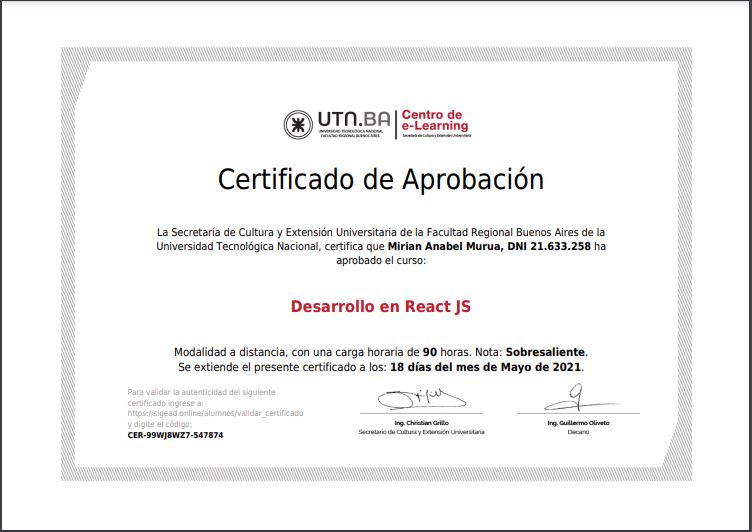 UTN.BA
UNIVERSIDAD TECNOLÓGICA NACIONAL
FACULTAD REGIONAL BUENOS AIRES
Centro de
e-Learning
Secretaría de Cultura y Extensión Universitaria
Certificado de Aprobación
La Secretaría de Cultura y Extensión Universitaria de la Facultad Regional Buenos Aires de la
Universidad Tecnológica Nacional, certifica que Mirian Anabel Murua, DNI 21.633.258 ha
aprobado el curso:
Desarrollo en React JS
Modalidad a distancia, con una carga horaria de 90 horas. Nota: Sobresaliente.
Se extiende el presente certificado a los: 18 días del mes de Mayo de 2021.
Para validar la autenticidad del siguiente
certificado ingrese a:
https://sigead.online/alumnos/validar_certificado
y digite el código:
CER-99WJ8WZ7-547874
Ing. Christian Grillo
Secretario de Cultura y Extensión Universitaria
Ing. Guillermo Oliveto
Decano